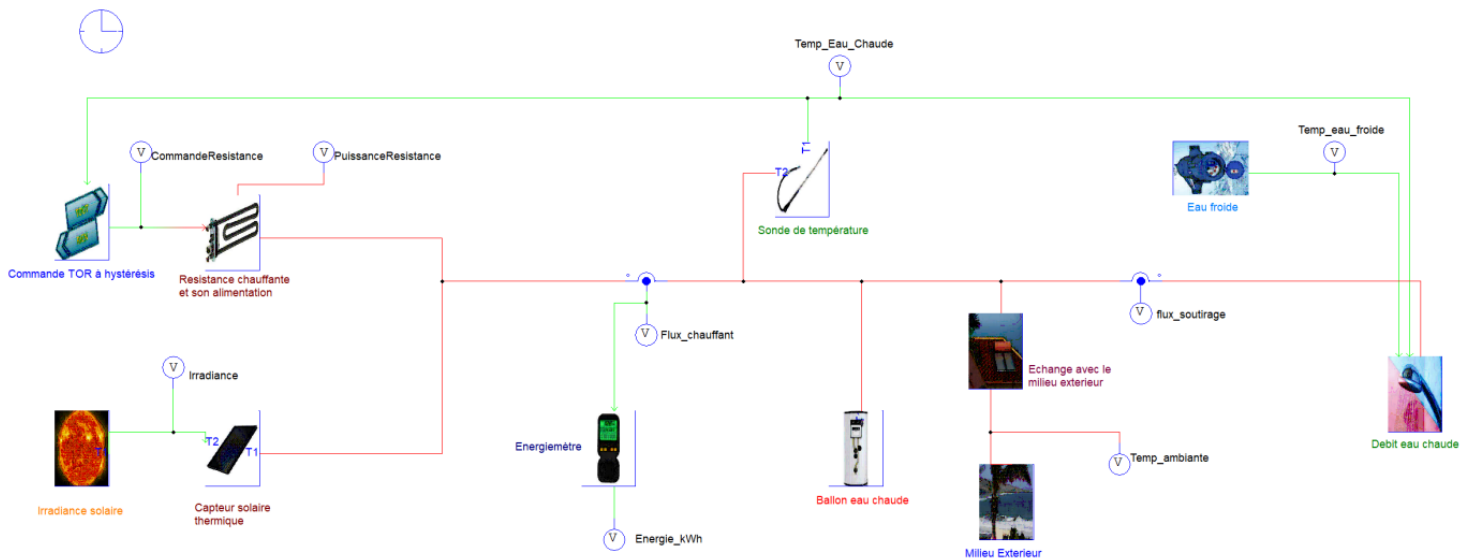 Temp_Eau_Chaude
V
T1
T2
Sonde de température
V
CommandeResistance
V
PuissanceResistance
Commande TOR à hystérésis
Resistance chauffante
et son alimentation
Temp_eau_froide
V
Eau froide
V
Flux_chauffant
V
flux_soutirage
V
Irradiance
T2
T1
Irradiance solaire
Capteur solaire
thermique
Energiemètre
V
Energie_kWh
Ballon eau chaude
Echange avec le
milieu exterieur
V
Temp_ambiante
Milieu Exterieur
Debit eau chaude